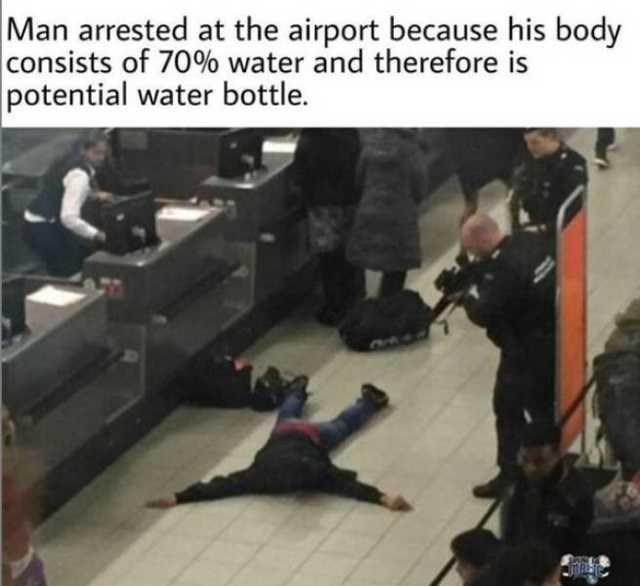 Man arrested at the airport because his body
consists of 70% water and therefore is
potential water bottle.